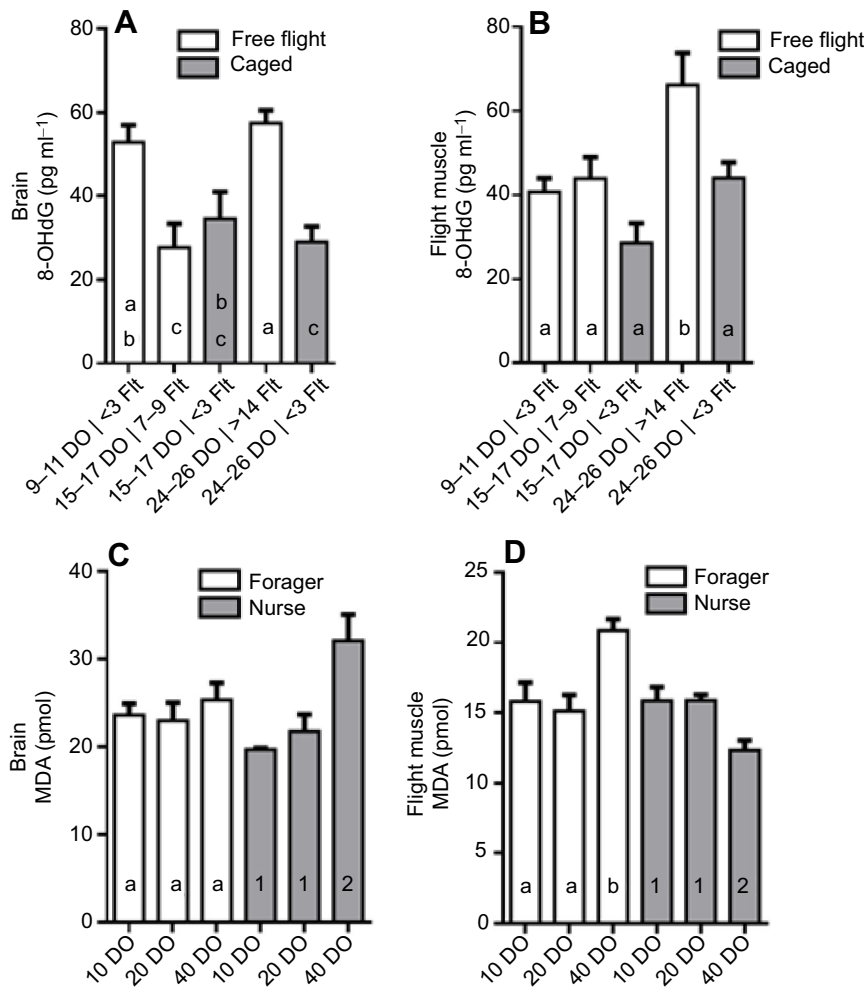 A
Free flight
Caged
Brain
8-OHdG (pg ml⁻¹)
80
60
40
20
0
a
b
c
b
c
a
c
9–11 DO | <3 Flt
15–17 DO | 7–9 Flt
15–17 DO | <3 Flt
24–26 DO | >14 Flt
24–26 DO | <3 Flt
B
Free flight
Caged
Flight muscle
8-OHdG (pg ml⁻¹)
80
60
40
20
0
a
a
a
b
a
9–11 DO | <3 Flt
15–17 DO | 7–9 Flt
15–17 DO | <3 Flt
24–26 DO | >14 Flt
24–26 DO | <3 Flt
C
Forager
Nurse
Brain
MDA (pmol)
40
30
20
10
0
a
a
a
1
1
2
10 DO
20 DO
40 DO
10 DO
20 DO
40 DO
D
Forager
Nurse
Flight muscle
MDA (pmol)
25
20
15
10
5
0
a
a
b
1
1
2
10 DO
20 DO
40 DO
10 DO
20 DO
40 DO